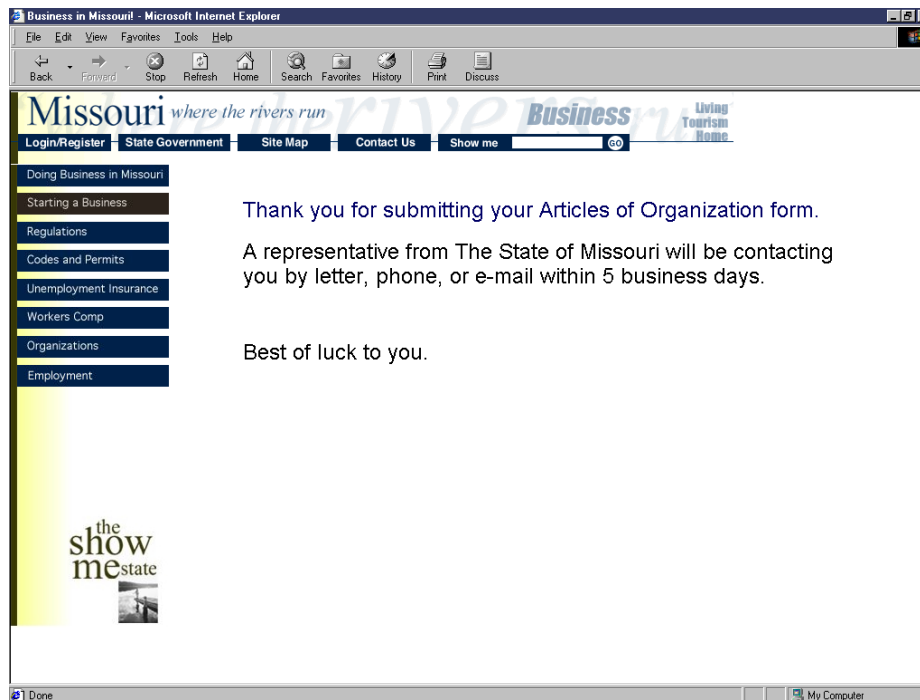 Business in Missouri! - Microsoft Internet Explorer
File Edit View Favorites Tools Help
Back Forward Stop Refresh Home Search Favorites History Print Discuss
Missouri where the rivers run Business Living
Tourism
Home
Login/Register State Government Site Map Contact Us Show me GO
Doing Business in Missouri
Starting a Business
Regulations
Codes and Permits
Unemployment Insurance
Workers Comp
Organizations
Employment
Thank you for submitting your Articles of Organization form.
A representative from The State of Missouri will be contacting
you by letter, phone, or e-mail within 5 business days.
Best of luck to you.
the
show
me state
Done My Computer